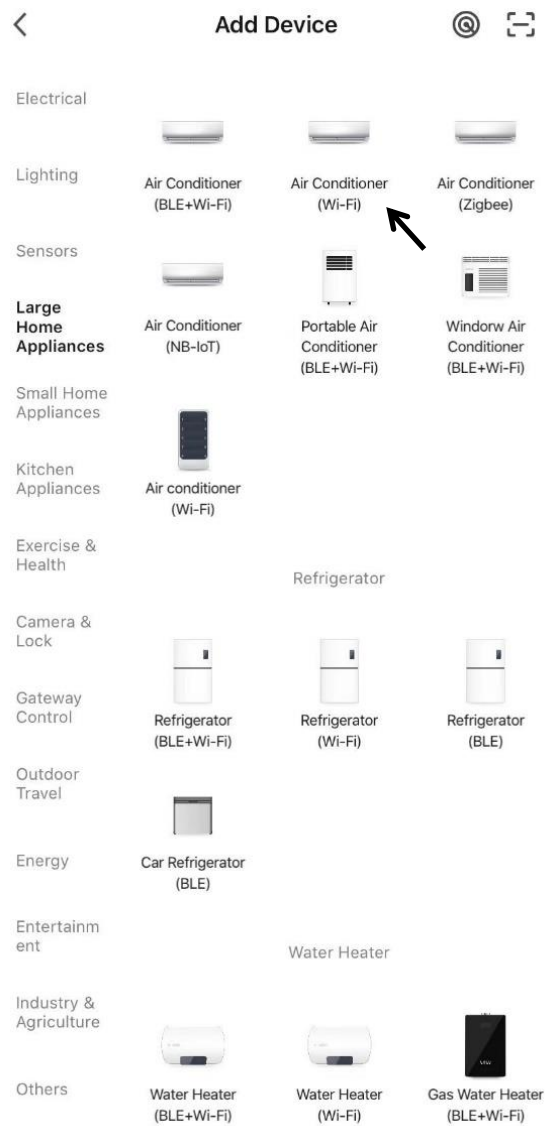 Add Device
Electrical
Lighting
Sensors
Large
Home
Appliances
Small Home
Appliances
Kitchen
Appliances
Exercise &
Health
Camera &
Lock
Gateway
Control
Outdoor
Travel
Energy
Entertainm
ent
Industry &
Agriculture
Others
Air Conditioner
(BLE+Wi-Fi)
Air Conditioner
(Wi-Fi)
Air Conditioner
(Zigbee)
Air Conditioner
(NB-IoT)
Portable Air
Conditioner
(BLE+Wi-Fi)
Windorw Air
Conditioner
(BLE+Wi-Fi)
Air conditioner
(Wi-Fi)
Refrigerator
Refrigerator
(BLE+Wi-Fi)
Refrigerator
(Wi-Fi)
Refrigerator
(BLE)
Car Refrigerator
(BLE)
Water Heater
Water Heater
(BLE+Wi-Fi)
Water Heater
(Wi-Fi)
Gas Water Heater
(BLE+Wi-Fi)